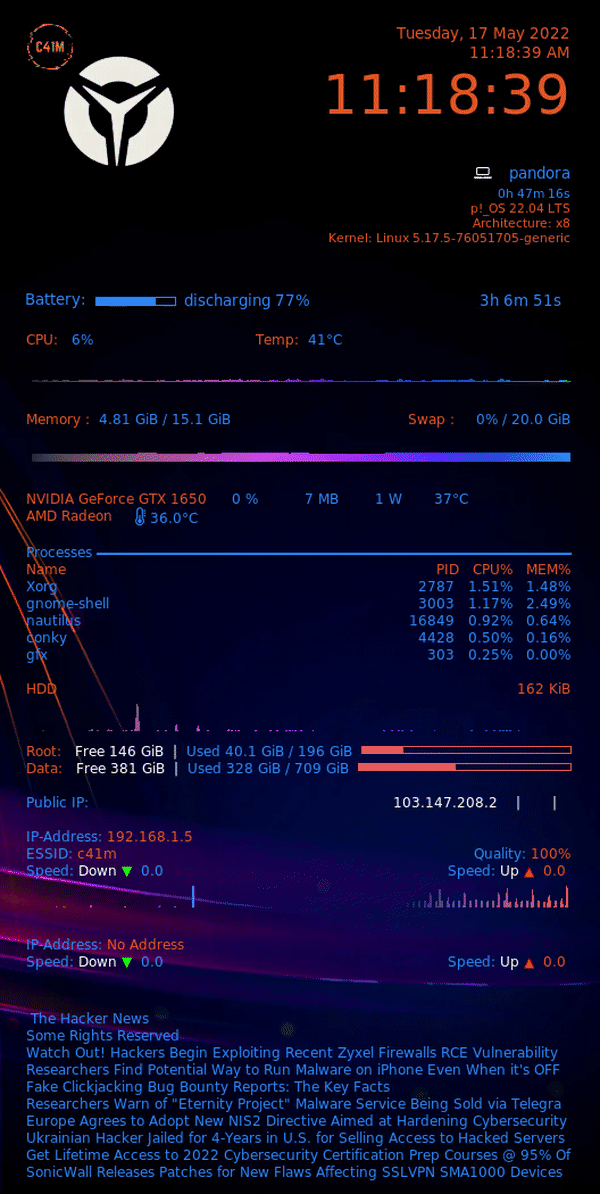 C41M
Tuesday, 17 May 2022
11:18:39 AM
11:18:39
pandora
0h 47m 16s
p!_OS 22.04 LTS
Architecture: x8
Kernel: Linux 5.17.5-76051705-generic
Battery: discharging 77% 3h 6m 51s
CPU: 6% Temp: 41°C
Memory : 4.81 GiB / 15.1 GiB Swap : 0% / 20.0 GiB
NVIDIA GeForce GTX 1650 0 % 7 MB 1 W 37°C
AMD Radeon 36.0°C
Processes
Name PID CPU% MEM%
Xorg 2787 1.51% 1.48%
gnome-shell 3003 1.17% 2.49%
nautilus 16849 0.92% 0.64%
conky 4428 0.50% 0.16%
gfx 303 0.25% 0.00%
HDD 162 KiB
Root: Free 146 GiB | Used 40.1 GiB / 196 GiB
Data: Free 381 GiB | Used 328 GiB / 709 GiB
Public IP: 103.147.208.2 | |
IP-Address: 192.168.1.5
ESSID: c41m Quality: 100%
Speed: Down ▼ 0.0 Speed: Up ▲ 0.0
IP-Address: No Address
Speed: Down ▼ 0.0 Speed: Up ▲ 0.0
The Hacker News
Some Rights Reserved
Watch Out! Hackers Begin Exploiting Recent Zyxel Firewalls RCE Vulnerability
Researchers Find Potential Way to Run Malware on iPhone Even When it's OFF
Fake Clickjacking Bug Bounty Reports: The Key Facts
Researchers Warn of "Eternity Project" Malware Service Being Sold via Telegra
Europe Agrees to Adopt New NIS2 Directive Aimed at Hardening Cybersecurity
Ukrainian Hacker Jailed for 4-Years in U.S. for Selling Access to Hacked Servers
Get Lifetime Access to 2022 Cybersecurity Certification Prep Courses @ 95% Of
SonicWall Releases Patches for New Flaws Affecting SSLVPN SMA1000 Devices